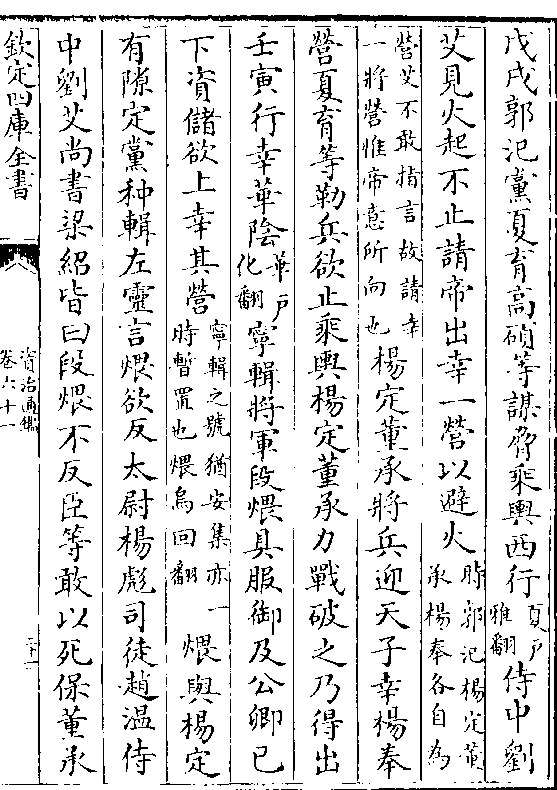 戊戌郭汜黨夏育高碩等謀脅乘輿西行夏戶雅翻侍中劉
艾見火起不止請帝出幸一營以避火時郭汜楊定董承楊奉各自為
營艾不敢指言故請幸一將營惟帝意所向也楊定董承將兵迎天子幸楊奉
營夏育等勒兵欲止乘輿楊定董承力戰破之乃得出
壬寅行幸華陰華戶化翻寧輯將軍段煨具服御及公卿已
下資儲欲上幸其營寧輯之號猶安集亦一時暫置也煨烏回翻煨與楊定
有隙定黨种輯左靈言煨欲反太尉楊彪司徒趙溫侍
中劉艾尚書梁紹皆曰段煨不反臣等敢以死保董承
欽定四庫全書
資治通鑑
卷六十一